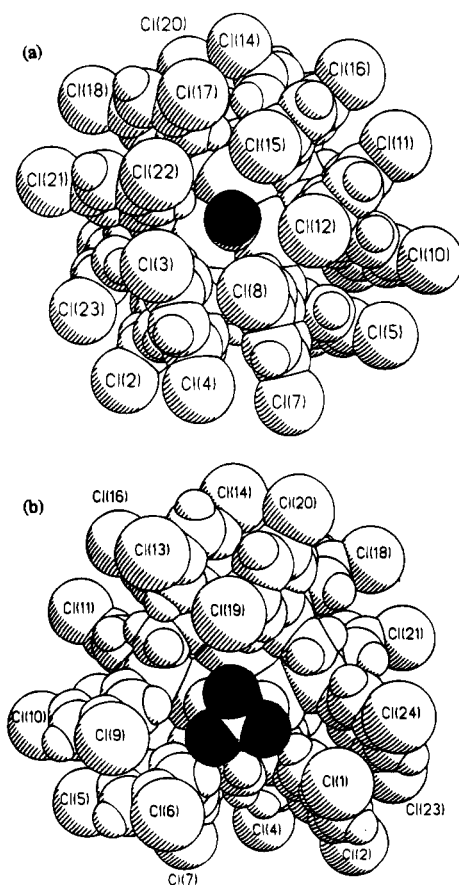 (a)
Cl(20)
Cl(14)
Cl(16)
Cl(18)
Cl(17)
Cl(15)
Cl(11)
Cl(21)
Cl(22)
Cl(12)
Cl(10)
Cl(3)
Cl(8)
Cl(23)
Cl(5)
Cl(2)
Cl(4)
Cl(7)
(b)
Cl(16)
Cl(14)
Cl(20)
Cl(13)
Cl(18)
Cl(11)
Cl(19)
Cl(21)
Cl(10)
Cl(9)
Cl(24)
Cl(5)
Cl(6)
Cl(1)
Cl(23)
Cl(4)
Cl(2)
Cl(7)